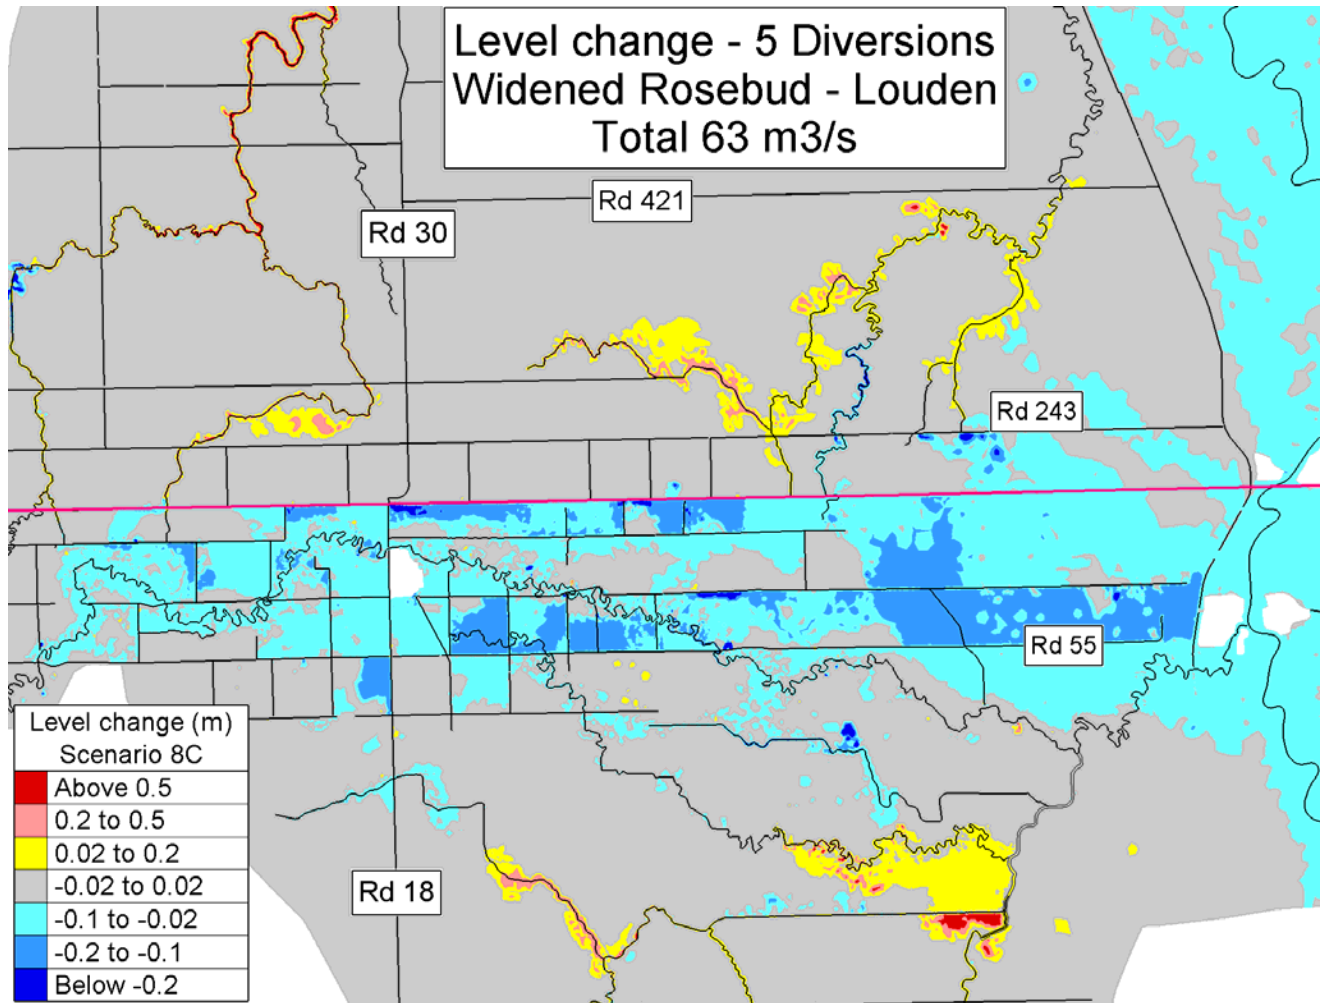 Level change - 5 Diversions
Widened Rosebud - Louden
Total 63 m3/s
Rd 421
Rd 30
Rd 243
Rd 55
Rd 18
Level change (m)
Scenario 8C
Above 0.5
0.2 to 0.5
0.02 to 0.2
-0.02 to 0.02
-0.1 to -0.02
-0.2 to -0.1
Below -0.2